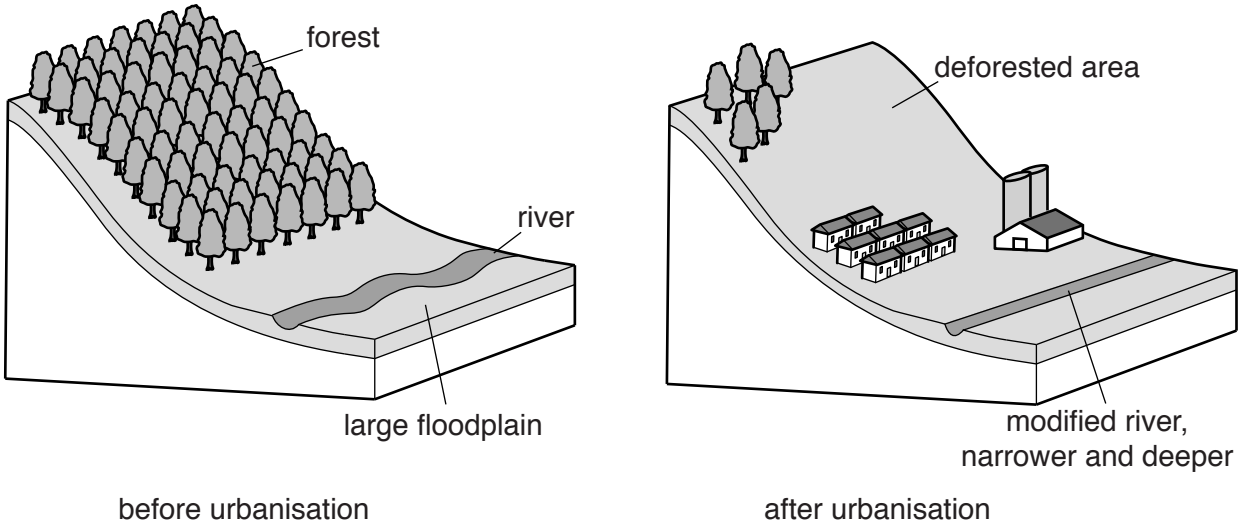 forest
river
large floodplain
before urbanisation
deforested area
modified river,
narrower and deeper
after urbanisation